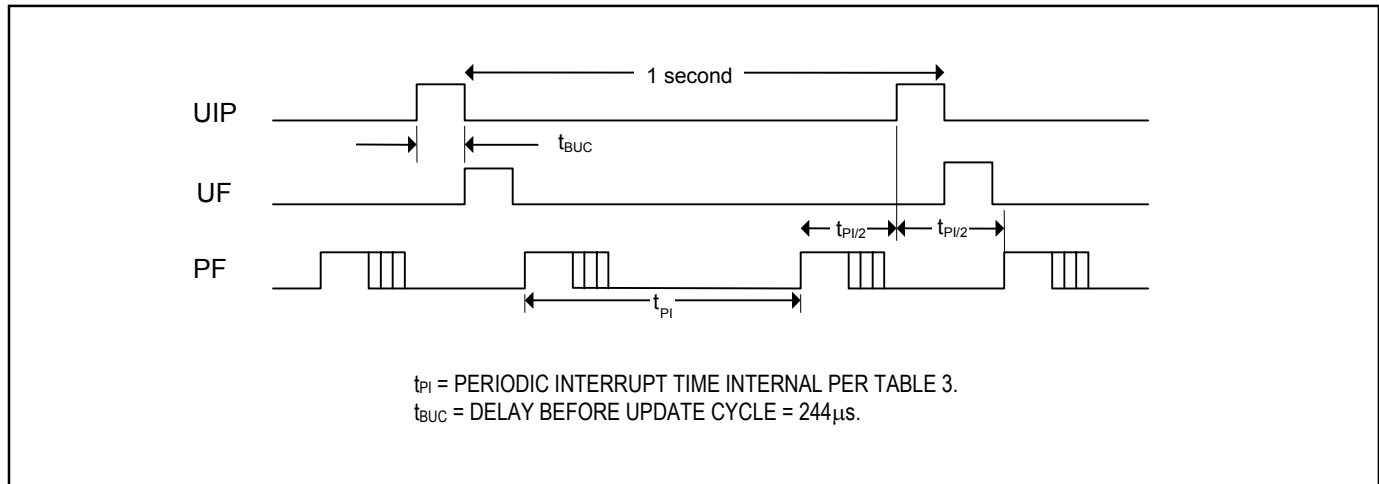 1 second
UIP
tBUC
UF
tPI/2 tPI/2
PF
tPI
tPI = PERIODIC INTERRUPT TIME INTERNAL PER TABLE 3.
tBUC = DELAY BEFORE UPDATE CYCLE = 244μs.